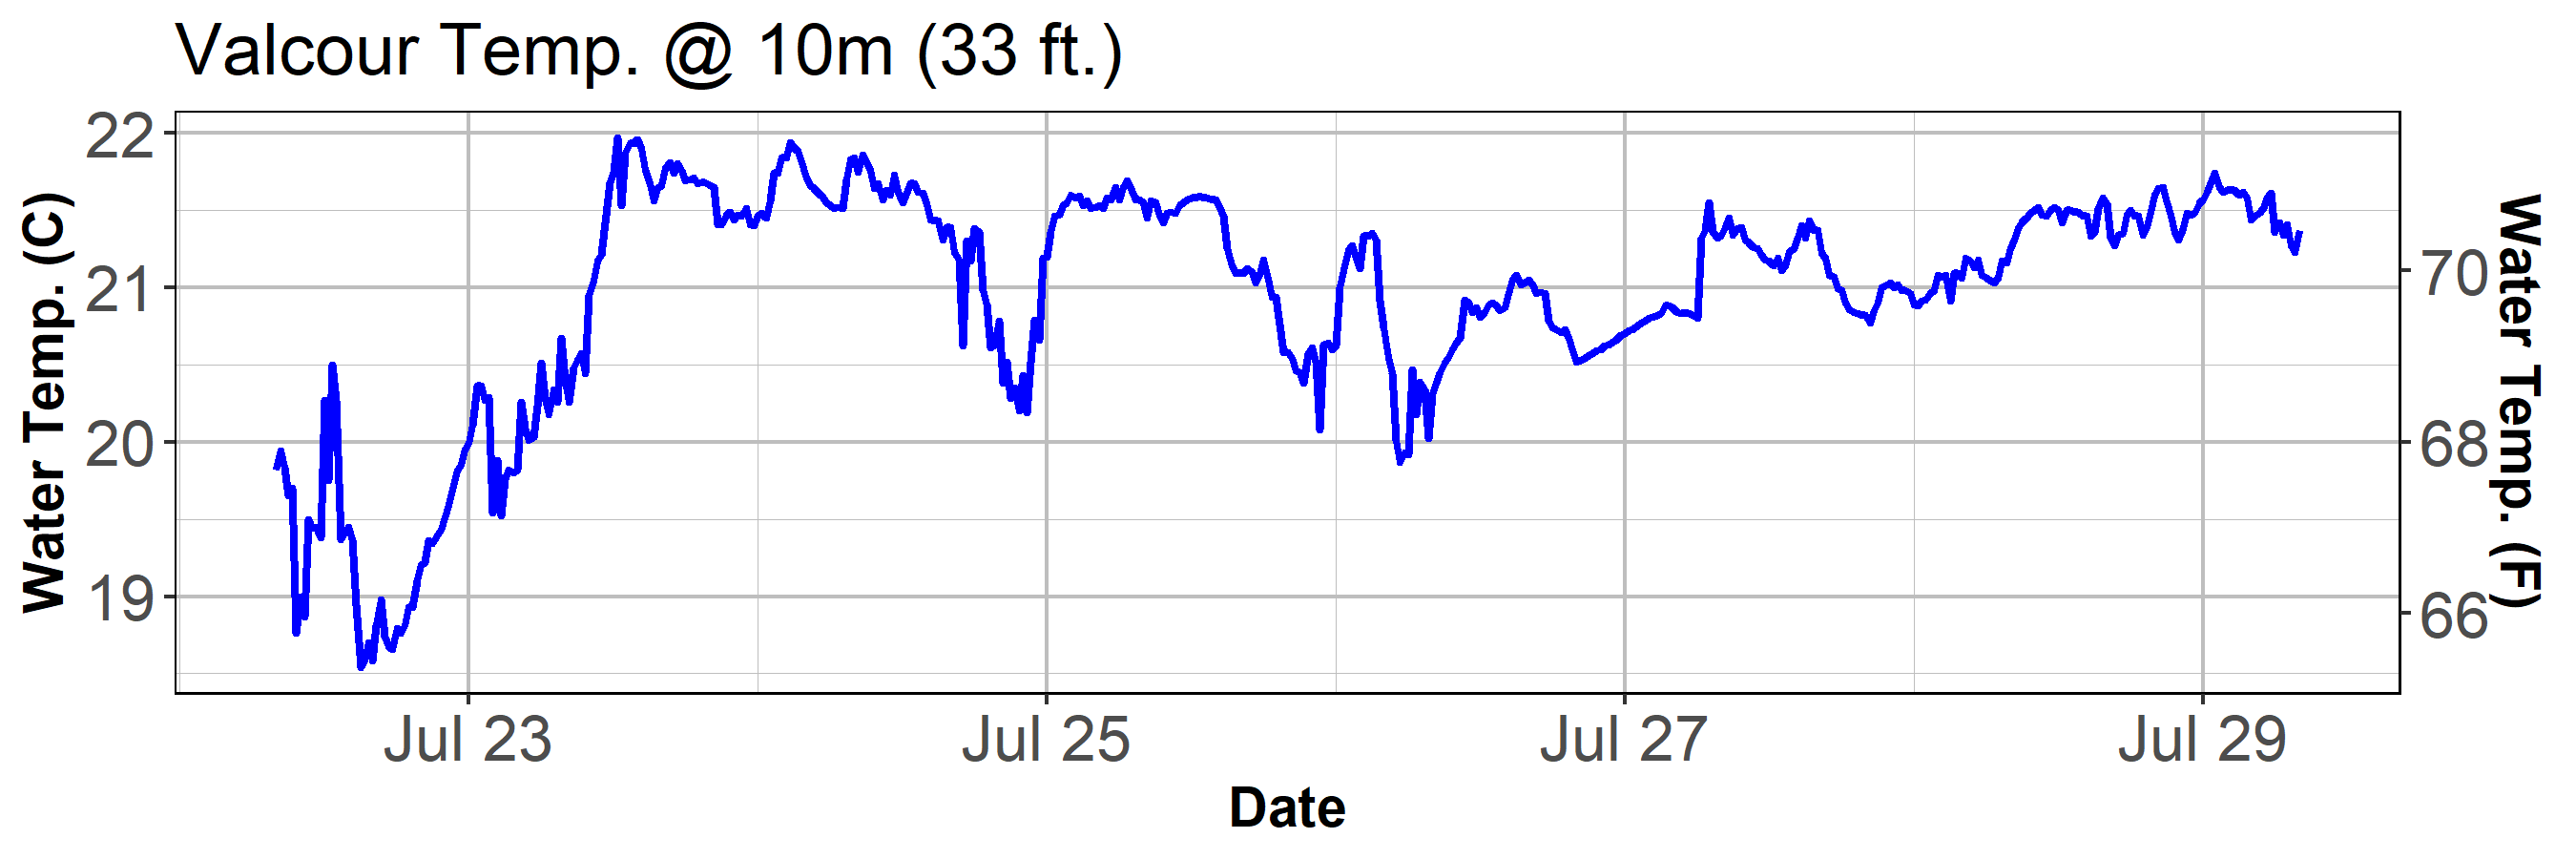 Valcour Temp. @ 10m (33 ft.)
Water Temp. (C)
22
21
20
19
70
68
66
Water Temp. (F)
Jul 23
Jul 25
Jul 27
Jul 29
Date